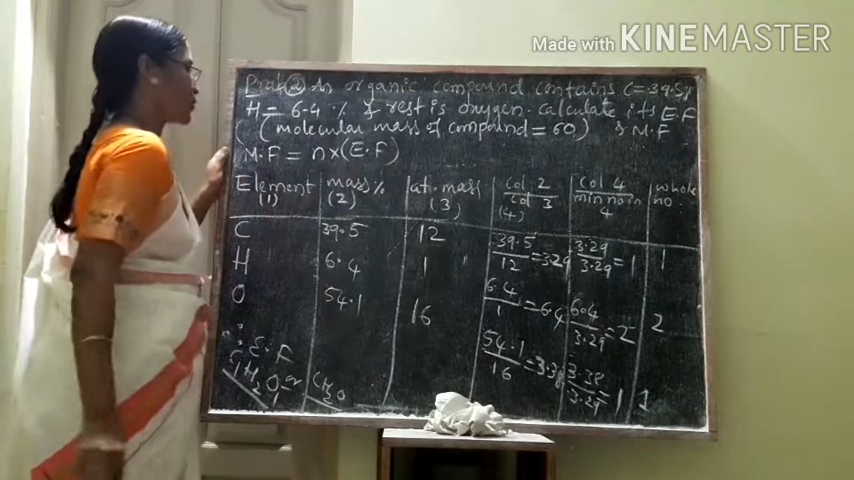 Made with KINEMASTER
Prob ② An organic compound contains C = 39.5%
H = 6.4 % & rest is oxygen. calculate its E.F
(molecular mass of compound = 60) & M.F
M.F = n x (E.F)
Element (1) mass % (2) at. mass (3) col 2 / col 3 (4) col 4 / min no in 4 whole no.
C 39.5 12 39.5/12 = 3.29 3.29/3.29 = 1 1
H 6.4 1 6.4/1 = 6.4 6.4/3.29 = 2 2
O 54.1 16 54.1/16 = 3.38 3.38/3.29 1 1
E.F
C1H2O1 or CH2O